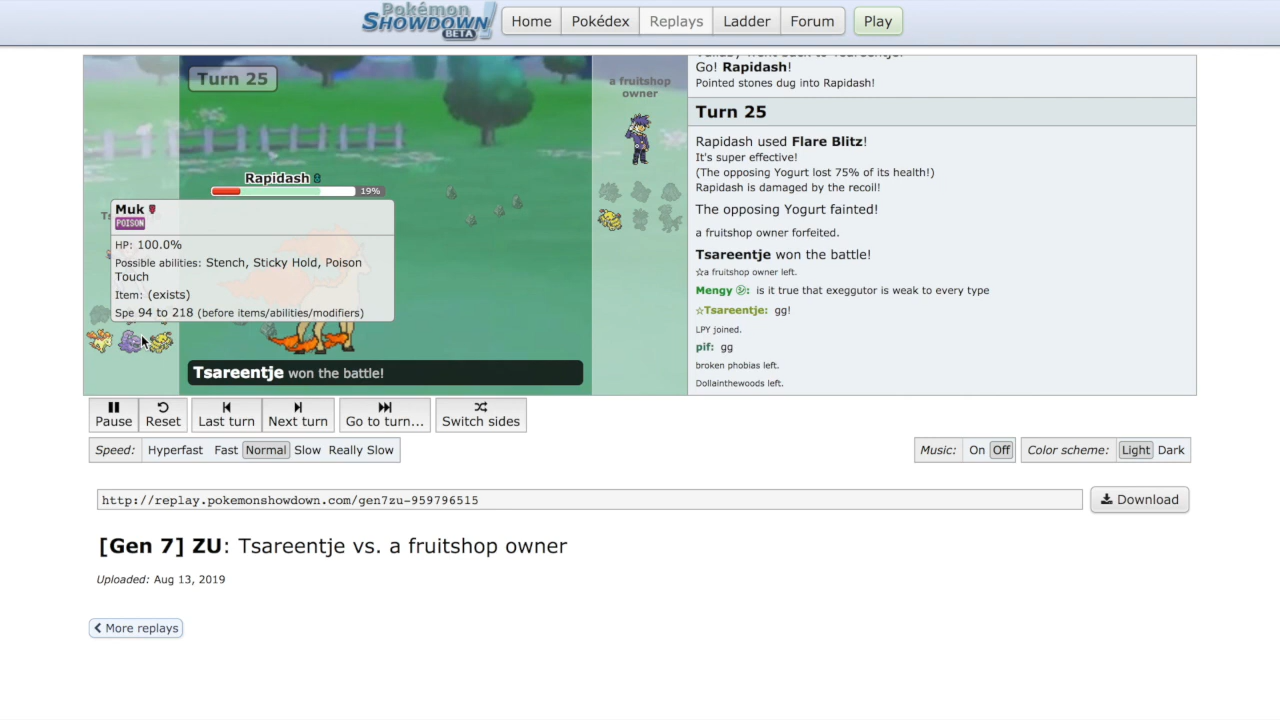 Pokémon
SHOWDOWN!
BETA
Home
Pokédex
Replays
Ladder
Forum
Play
Turn 25
a fruitshop
owner
Rapidash
19%
Muk
POISON
HP: 100.0%
Possible abilities: Stench, Sticky Hold, Poison
Touch
Item: (exists)
Spe 94 to 218 (before items/abilities/modifiers)
Tsareentje won the battle!
Go! Rapidash!
Pointed stones dug into Rapidash!
Turn 25
Rapidash used Flare Blitz!
It's super effective!
(The opposing Yogurt lost 75% of its health!)
Rapidash is damaged by the recoil!
The opposing Yogurt fainted!
a fruitshop owner forfeited.
Tsareentje won the battle!
☆a fruitshop owner left.
Mengy: is it true that exeggutor is weak to every type
☆Tsareentje: gg!
LPY joined.
pif: gg
broken phobias left.
Dollainthewoods left.
Pause
Reset
Last turn
Next turn
Go to turn...
Switch sides
Speed: Hyperfast Fast Normal Slow Really Slow
Music: On Off
Color scheme: Light Dark
http://replay.pokemonshowdown.com/gen7zu-959796515
Download
[Gen 7] ZU: Tsareentje vs. a fruitshop owner
Uploaded: Aug 13, 2019
More replays